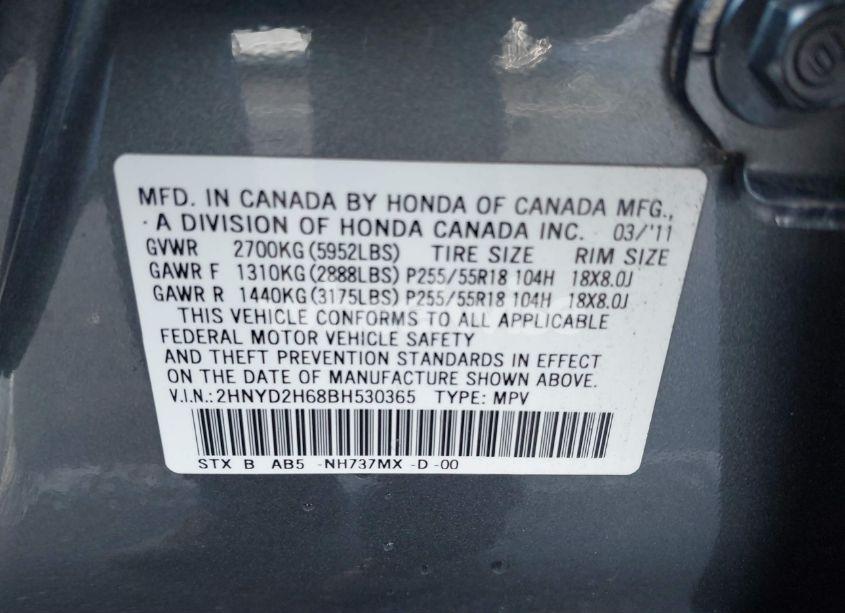 MFD. IN CANADA BY HONDA OF CANADA MFG.,
A DIVISION OF HONDA CANADA INC. 03/'11
GVWR 2700KG (5952LBS) TIRE SIZE RIM SIZE
GAWR F 1310KG (2888LBS) P255/55R18 104H 18X8.0J
GAWR R 1440KG (3175LBS) P255/55R18 104H 18X8.0J
THIS VEHICLE CONFORMS TO ALL APPLICABLE
FEDERAL MOTOR VEHICLE SAFETY
AND THEFT PREVENTION STANDARDS IN EFFECT
ON THE DATE OF MANUFACTURE SHOWN ABOVE.
V.I.N.: 2HNYD2H68BH530365 TYPE: MPV
STX B AB5 -NH737MX -D -00